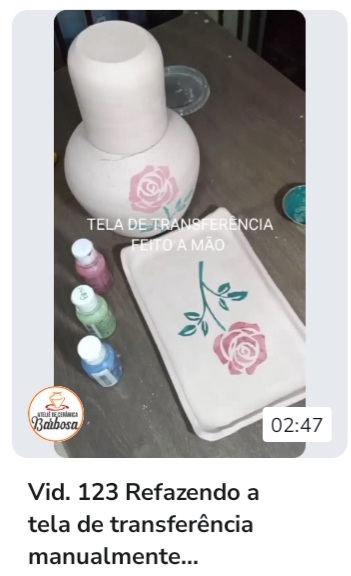 TELA DE TRANSFERÊNCIA
FEITO A MÃO
ATELIÊ DE CERÂMICA
Barbosa
02:47
Vid. 123 Refazendo a
tela de transferência
manualmente...